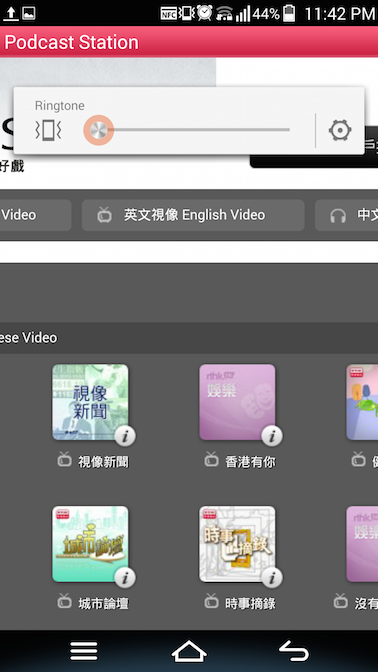 NFC 44% 11:42 PM
Podcast Station
Ringtone
S
好戲
戶
Video
英文視像 English Video
中文
ese Video
視像新聞
娛樂
視像新聞
香港有你
城市論壇
時事摘錄
娛
城市論壇
時事摘錄
沒有